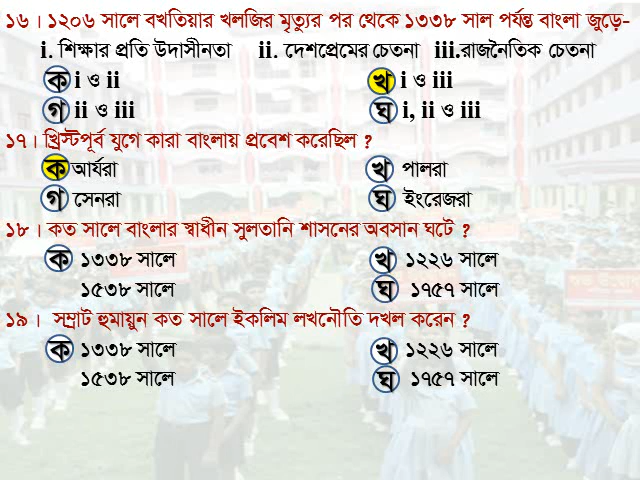 ১৬। ১২০৬ সালে বখতিয়ার খলজির মৃত্যুর পর থেকে ১৩৩৮ সাল পর্যন্ত বাংলা জুড়ে-
i. শিক্ষার প্রতি উদাসীনতা ii. দেশপ্রেমের চেতনা iii.রাজনৈতিক চেতনা
ক i ও ii খ i ও iii
গ ii ও iii ঘ i, ii ও iii
১৭। খ্রিস্টপূর্ব যুগে কারা বাংলায় প্রবেশ করেছিল ?
ক আর্যরা খ পালরা
গ সেনরা ঘ ইংরেজরা
১৮। কত সালে বাংলার স্বাধীন সুলতানি শাসনের অবসান ঘটে ?
ক ১৩৩৮ সালে খ ১২২৬ সালে
১৫৩৮ সালে ঘ ১৭৫৭ সালে
১৯। সম্রাট হুমায়ুন কত সালে ইকলিম লখনৌতি দখল করেন ?
ক ১৩৩৮ সালে খ ১২২৬ সালে
১৫৩৮ সালে ঘ ১৭৫৭ সালে